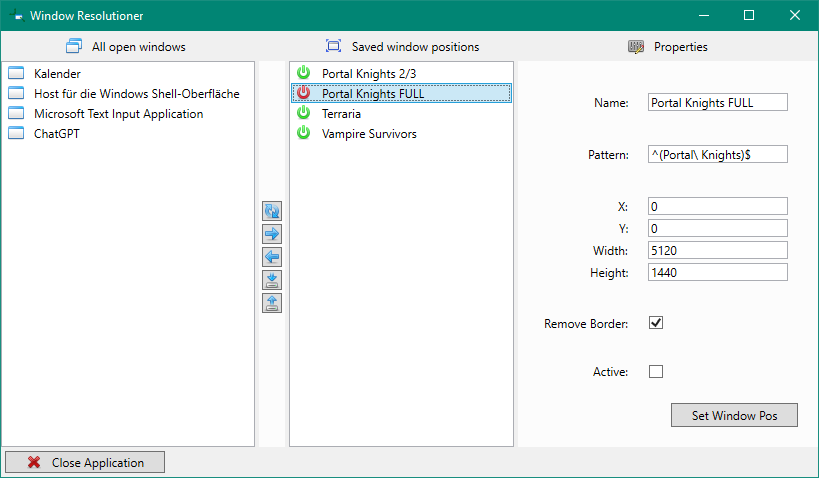 Window Resolutioner
All open windows
Saved window positions
Properties
Kalender
Host für die Windows Shell-Oberfläche
Microsoft Text Input Application
ChatGPT
Portal Knights 2/3
Portal Knights FULL
Terraria
Vampire Survivors
Name: Portal Knights FULL
Pattern: ^(Portal\ Knights)$
X: 0
Y: 0
Width: 5120
Height: 1440
Remove Border:
Active:
Set Window Pos
Close Application